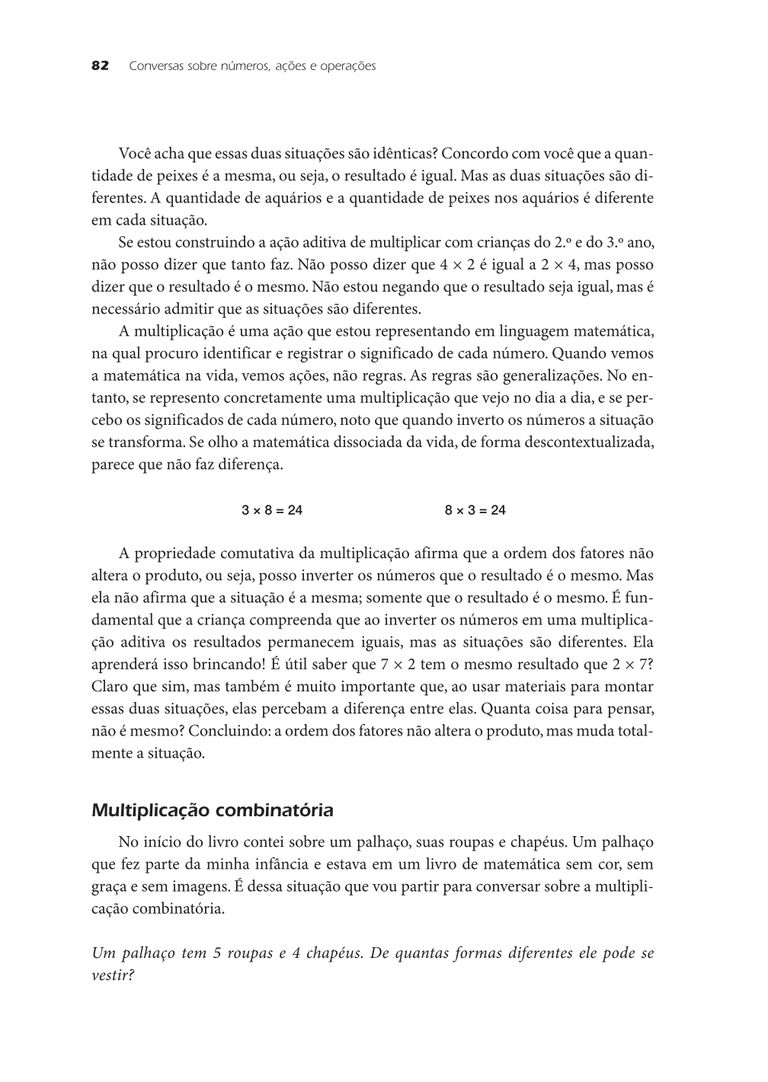 82 Conversas sobre números, ações e operações
Você acha que essas duas situações são idênticas? Concordo com você que a quan-
tidade de peixes é a mesma, ou seja, o resultado é igual. Mas as duas situações são di-
ferentes. A quantidade de aquários e a quantidade de peixes nos aquários é diferente
em cada situação.
Se estou construindo a ação aditiva de multiplicar com crianças do 2.º e do 3.º ano,
não posso dizer que tanto faz. Não posso dizer que 4 × 2 é igual a 2 × 4, mas posso
dizer que o resultado é o mesmo. Não estou negando que o resultado seja igual, mas é
necessário admitir que as situações são diferentes.
A multiplicação é uma ação que estou representando em linguagem matemática,
na qual procuro identificar e registrar o significado de cada número. Quando vemos
a matemática na vida, vemos ações, não regras. As regras são generalizações. No en-
tanto, se represento concretamente uma multiplicação que vejo no dia a dia, e se per-
cebo os significados de cada número, noto que quando inverto os números a situação
se transforma. Se olho a matemática dissociada da vida, de forma descontextualizada,
parece que não faz diferença.
3 × 8 = 24 8 × 3 = 24
A propriedade comutativa da multiplicação afirma que a ordem dos fatores não
altera o produto, ou seja, posso inverter os números que o resultado é o mesmo. Mas
ela não afirma que a situação é a mesma; somente que o resultado é o mesmo. É fun-
damental que a criança compreenda que ao inverter os números em uma multiplica-
ção aditiva os resultados permanecem iguais, mas as situações são diferentes. Ela
aprenderá isso brincando! É útil saber que 7 × 2 tem o mesmo resultado que 2 × 7?
Claro que sim, mas também é muito importante que, ao usar materiais para montar
essas duas situações, elas percebam a diferença entre elas. Quanta coisa para pensar,
não é mesmo? Concluindo: a ordem dos fatores não altera o produto, mas muda total-
mente a situação.
Multiplicação combinatória
No início do livro contei sobre um palhaço, suas roupas e chapéus. Um palhaço
que fez parte da minha infância e estava em um livro de matemática sem cor, sem
graça e sem imagens. É dessa situação que vou partir para conversar sobre a multipli-
cação combinatória.
Um palhaço tem 5 roupas e 4 chapéus. De quantas formas diferentes ele pode se
vestir?